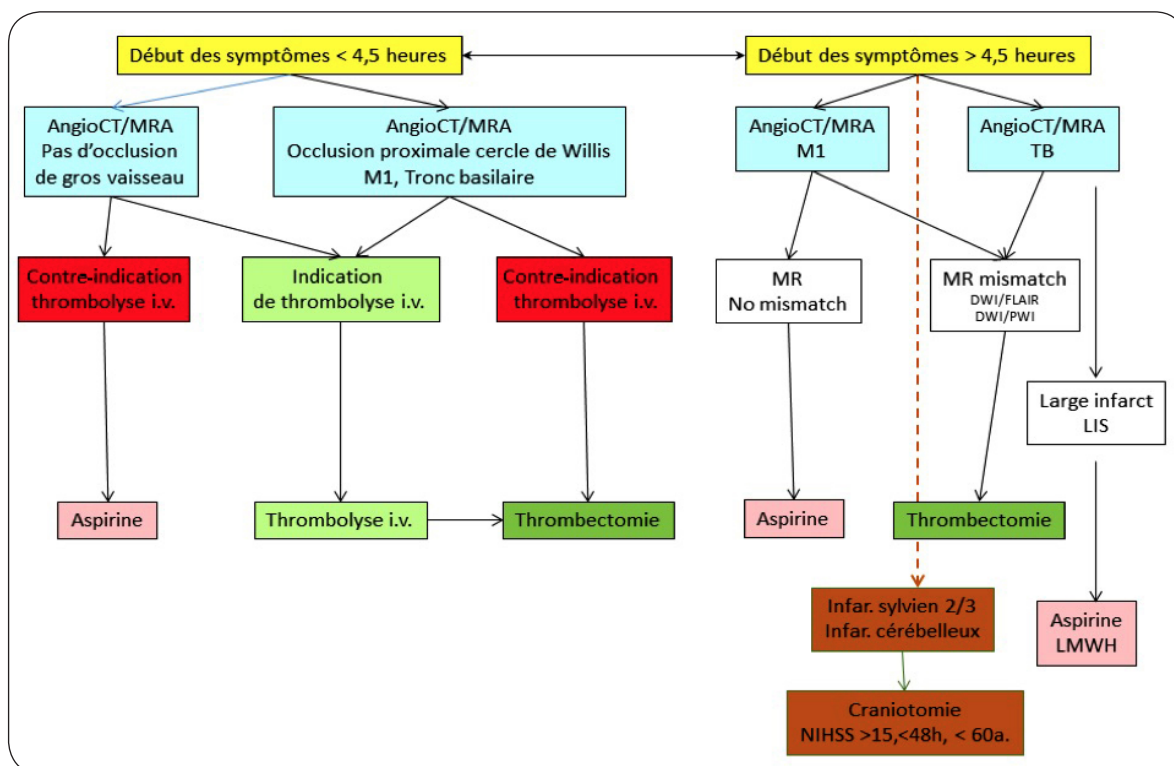 Début des symptômes < 4,5 heures
Début des symptômes > 4,5 heures
AngioCT/MRA
Pas d’occlusion
de gros vaisseau
AngioCT/MRA
Occlusion proximale cercle de Willis
M1, Tronc basilaire
AngioCT/MRA
M1
AngioCT/MRA
TB
Contre-indication
thrombolyse i.v.
Indication
de thrombolyse i.v.
Contre-indication
thrombolyse i.v.
MR
No mismatch
MR mismatch
DWI/FLAIR
DWI/PWI
Large infarct
LIS
Aspirine
Thrombolyse i.v.
Thrombectomie
Aspirine
Thrombectomie
Infar. sylvien 2/3
Infar. cérébelleux
Aspirine
LMWH
Craniotomie
NIHSS >15,<48h, < 60a.